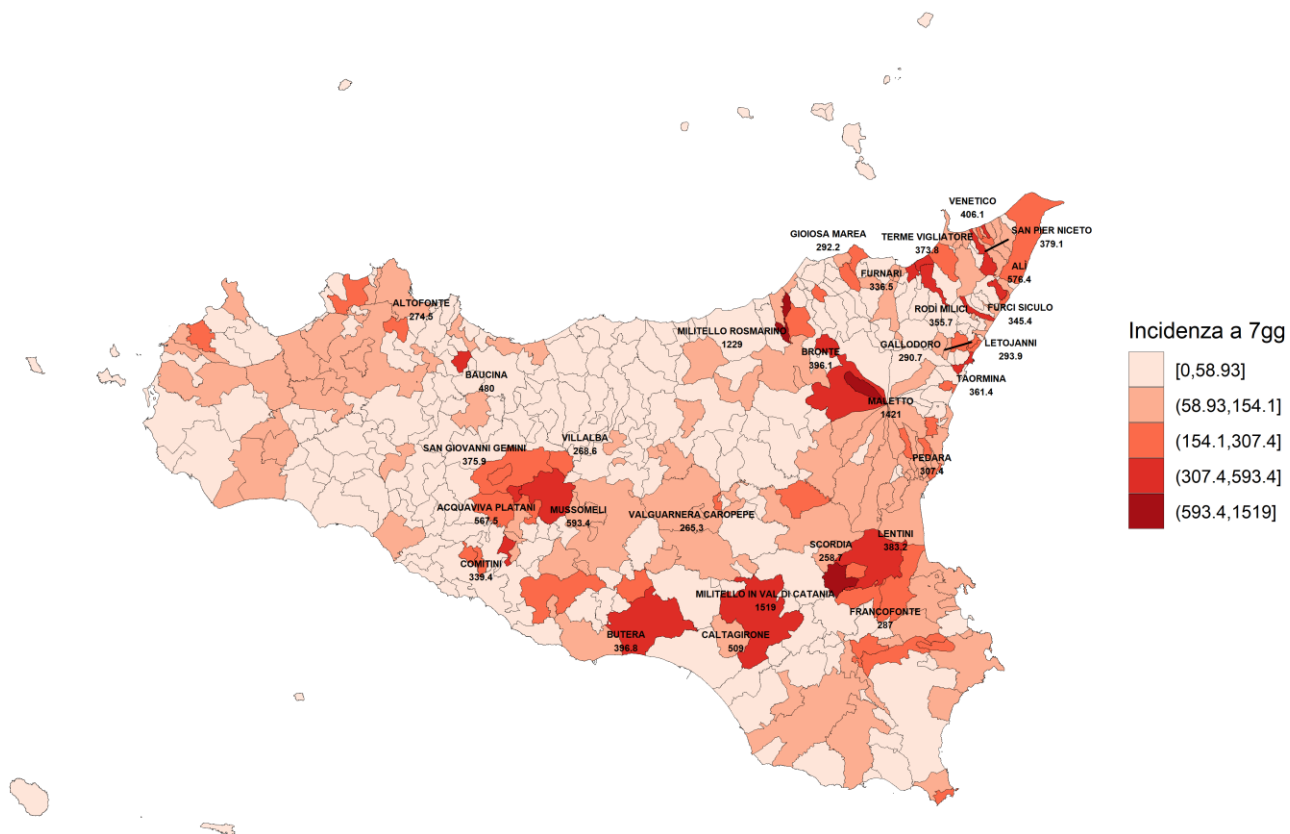 VENETICO
406.1
SAN PIER NICETO
379.1
GIOIOSA MAREA
292.2
TERME VIGLIATORE
373.8
ALÌ
576.4
FURNARI
336.5
ALTOFONTE
274.5
RODÌ MILICI
355.7
FURCI SICULO
345.4
MILITELLO ROSMARINO
1229
GALLODORO
290.7
LETOJANNI
293.9
BRONTE
396.1
BAUCINA
480
TAORMINA
361.4
MALETTO
1421
VILLALBA
268.6
SAN GIOVANNI GEMINI
375.9
PEDARA
307.4
ACQUAVIVA PLATANI
567.5
MUSSOMELI
593.4
VALGUARNERA CAROPEPE
265.3
LENTINI
383.2
SCORDIA
258.7
COMITINI
339.4
MILITELLO IN VAL DI CATANIA
1519
FRANCOFONTE
287
BUTERA
396.8
CALTAGIRONE
509
Incidenza a 7gg
[0,58.93]
(58.93,154.1]
(154.1,307.4]
(307.4,593.4]
(593.4,1519]